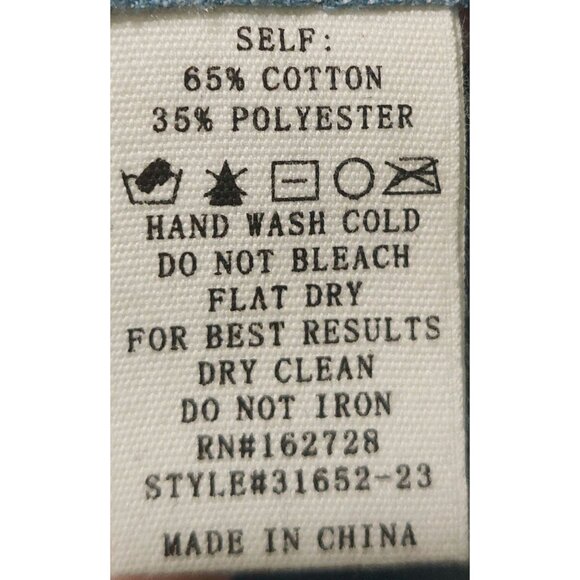 SELF:
65% COTTON
35% POLYESTER
HAND WASH COLD
DO NOT BLEACH
FLAT DRY
FOR BEST RESULTS
DRY CLEAN
DO NOT IRON
RN#162728
STYLE#31652-23
MADE IN CHINA